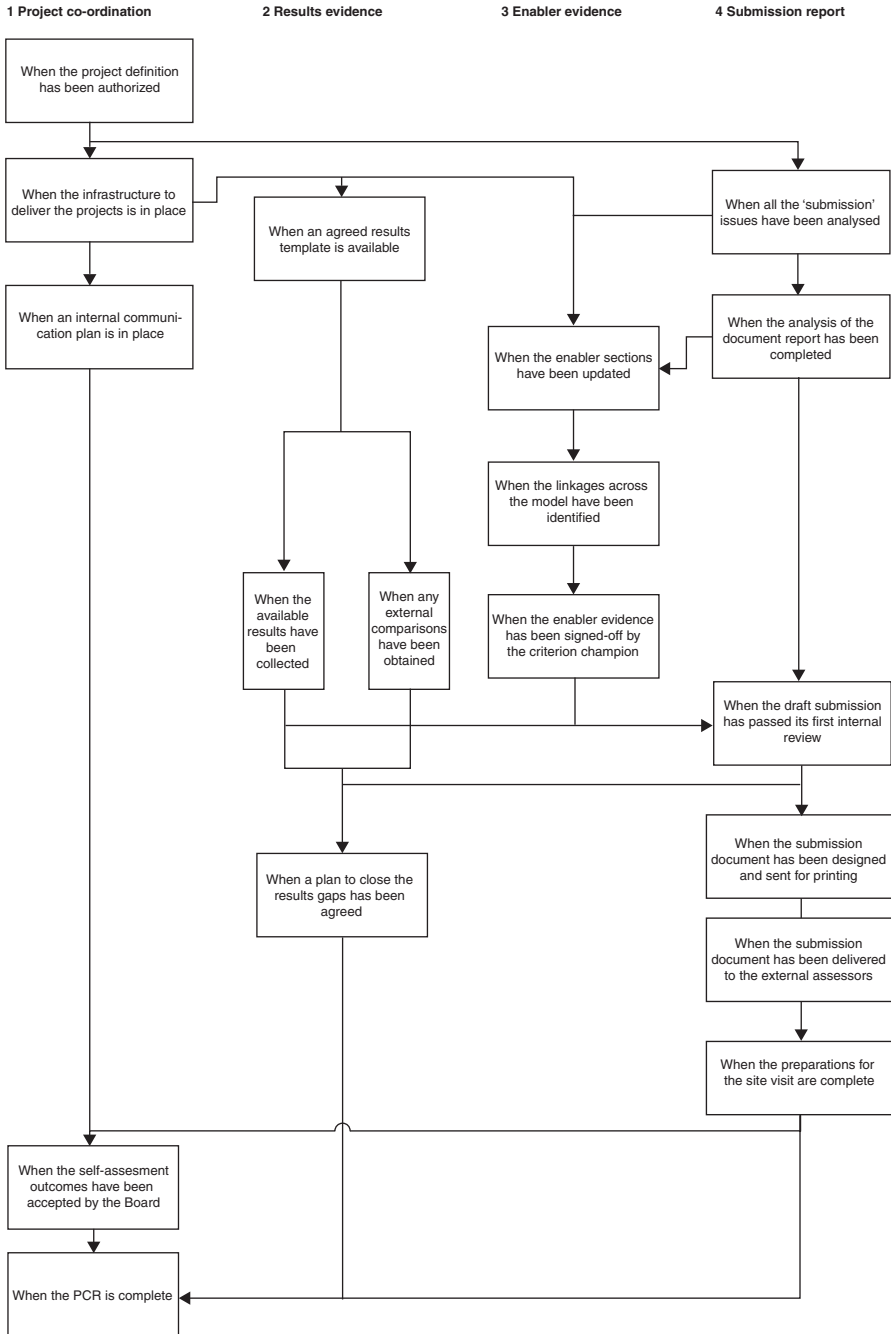 1 Project co-ordination
2 Results evidence
3 Enabler evidence
4 Submission report
When the project definition
has been authorized
When the infrastructure to
deliver the projects is in place
When an internal communi-
cation plan is in place
When an agreed results
template is available
When all the ‘submission’
issues have been analysed
When the analysis of the
document report has been
completed
When the enabler sections
have been updated
When the linkages across
the model have been
identified
When the
available
results have
been
collected
When any
external
comparisons
have been
obtained
When the enabler evidence
has been signed-off by
the criterion champion
When the draft submission
has passed its first internal
review
When a plan to close the
results gaps has been
agreed
When the submission
document has been designed
and sent for printing
When the submission
document has been delivered
to the external assessors
When the preparations for
the site visit are complete
When the self-assesment
outcomes have been
accepted by the Board
When the PCR is complete